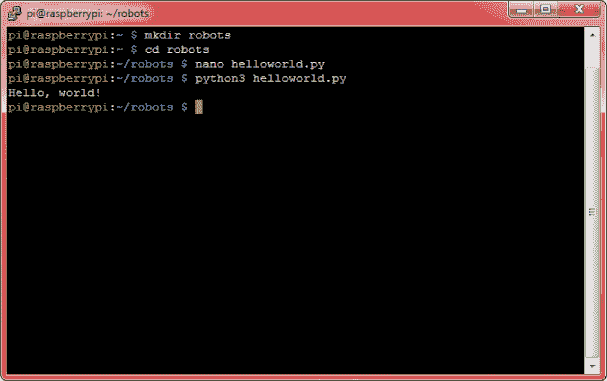 pi@raspberrypi: ~/robots
pi@raspberrypi:~ $ mkdir robots
pi@raspberrypi:~ $ cd robots
pi@raspberrypi:~/robots $ nano helloworld.py
pi@raspberrypi:~/robots $ python3 helloworld.py
Hello, world!
pi@raspberrypi:~/robots $